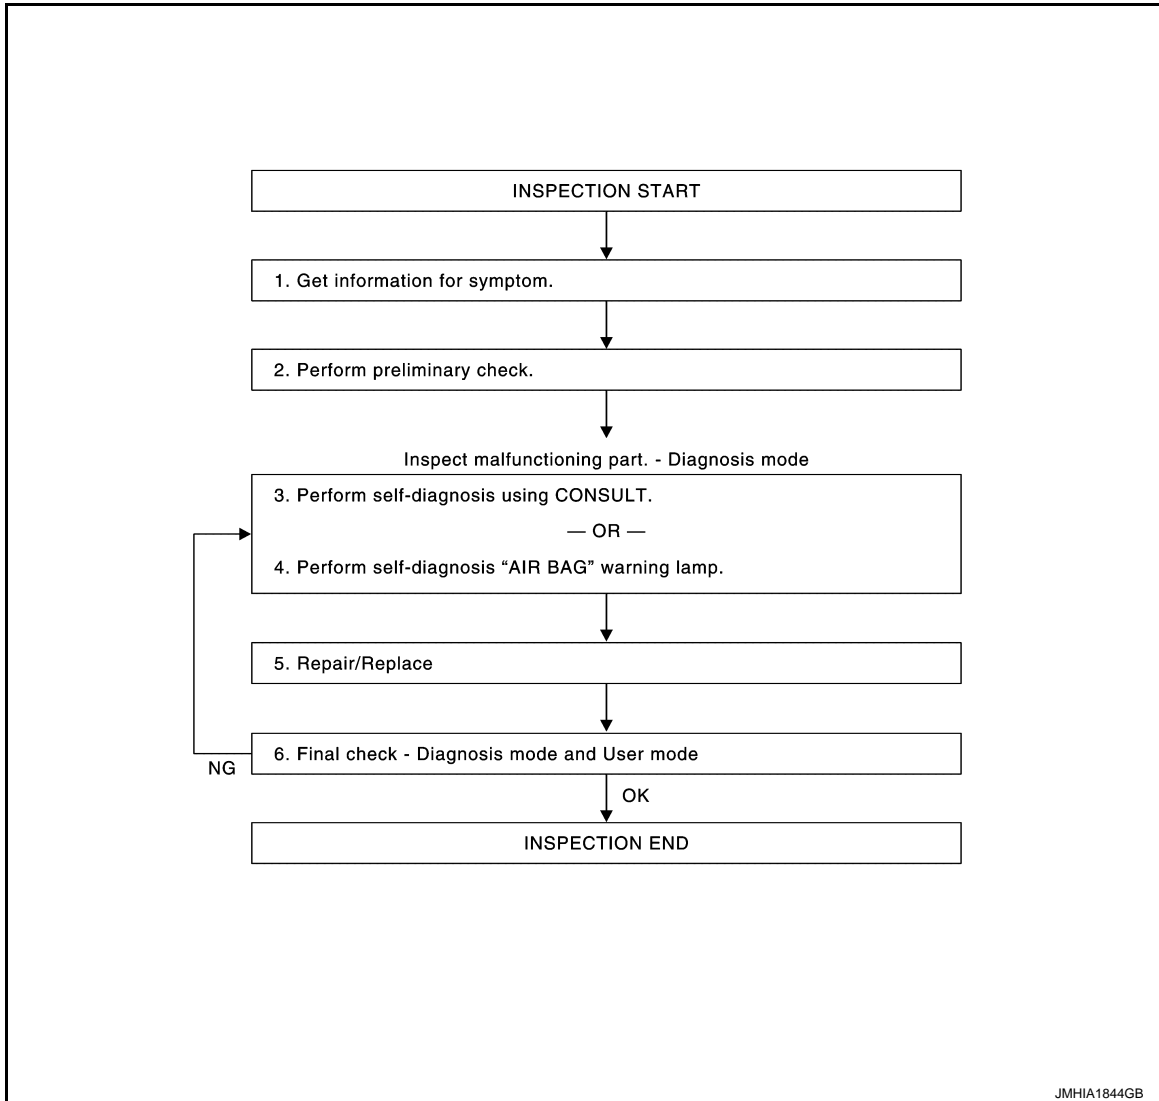 INSPECTION START
1. Get information for symptom.
2. Perform preliminary check.
Inspect malfunctioning part. - Diagnosis mode
3. Perform self-diagnosis using CONSULT.
— OR —
4. Perform self-diagnosis “AIR BAG” warning lamp.
5. Repair/Replace
6. Final check - Diagnosis mode and User mode
NG
OK
INSPECTION END
JMHIA1844GB